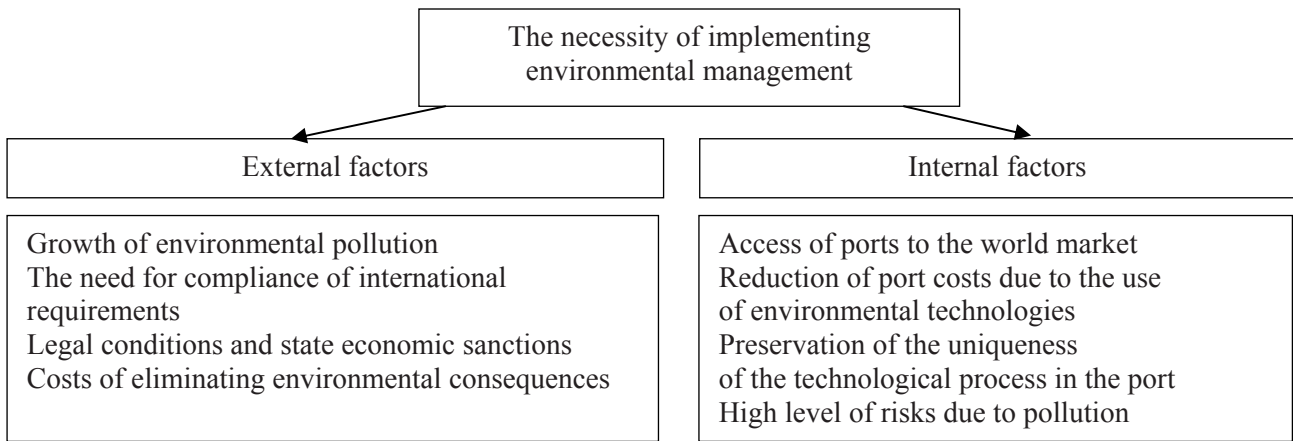 The necessity of implementing
environmental management
External factors
Internal factors
Growth of environmental pollution
The need for compliance of international
requirements
Legal conditions and state economic sanctions
Costs of eliminating environmental consequences
Access of ports to the world market
Reduction of port costs due to the use
of environmental technologies
Preservation of the uniqueness
of the technological process in the port
High level of risks due to pollution